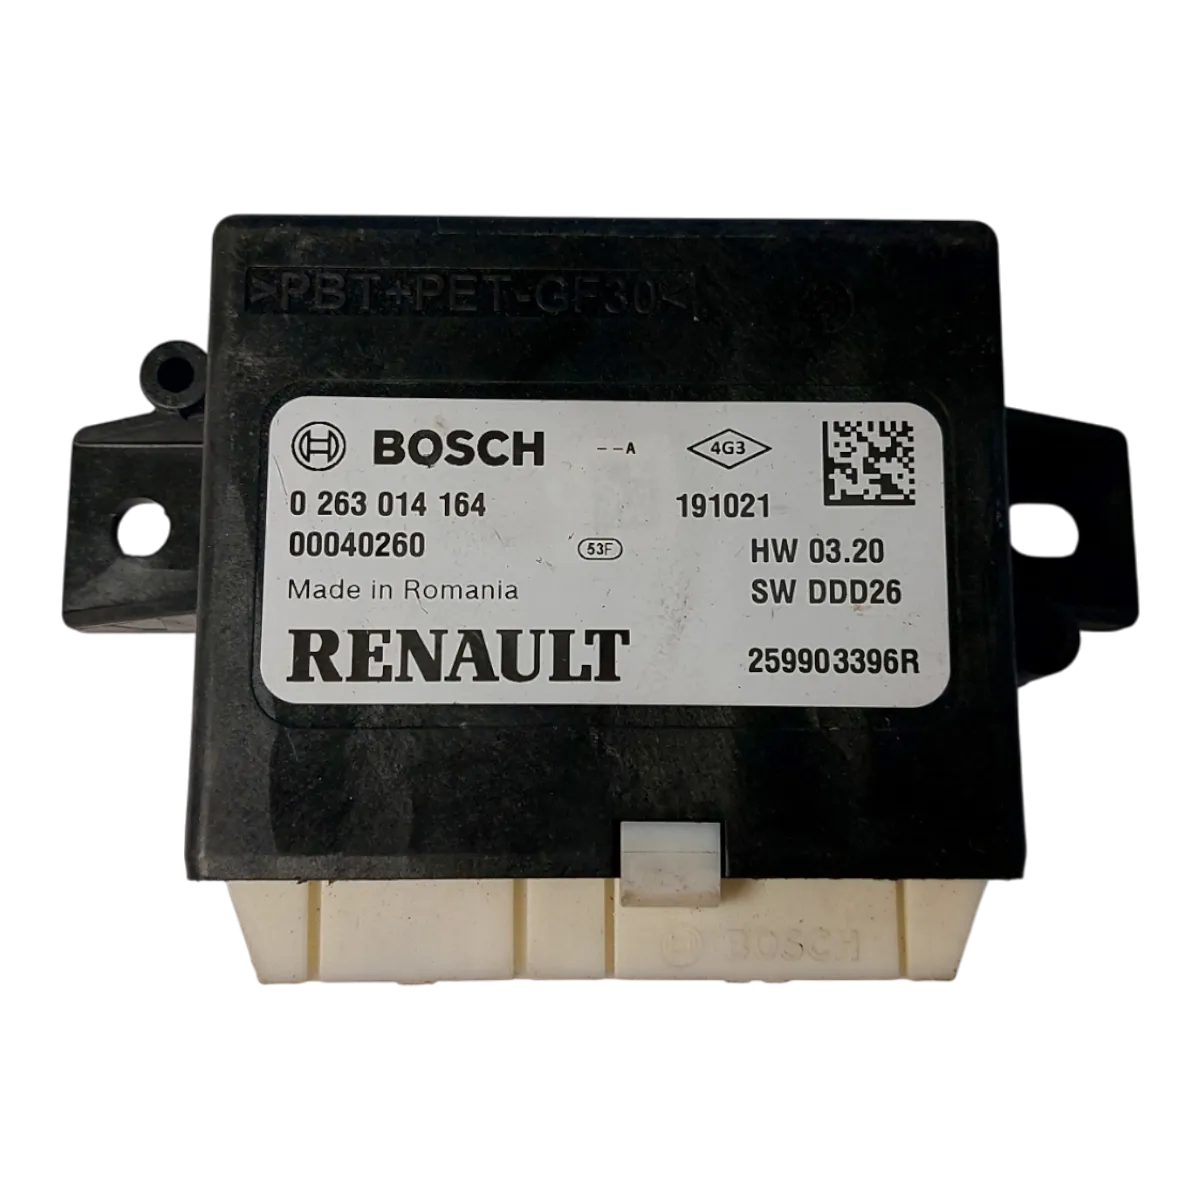 >PBT+PET-GF30<
BOSCH --A 4G3
0 263 014 164 191021
00040260 53F HW 03.20
Made in Romania SW DDD26
RENAULT 259903396R
BOSCH